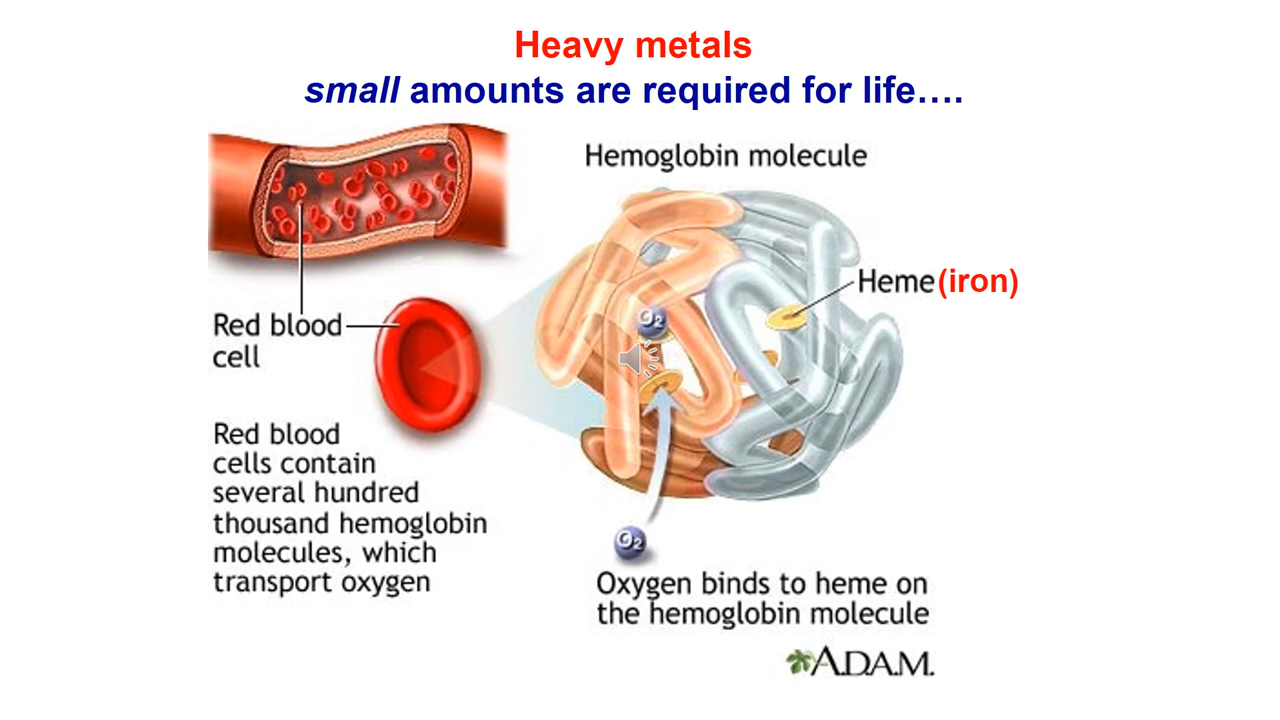 Heavy metals
small amounts are required for life….
Hemoglobin molecule
Heme (iron)
Red blood
cell
O2
Red blood
cells contain
several hundred
thousand hemoglobin
molecules, which
transport oxygen
O2
Oxygen binds to heme on
the hemoglobin molecule
A.D.A.M.